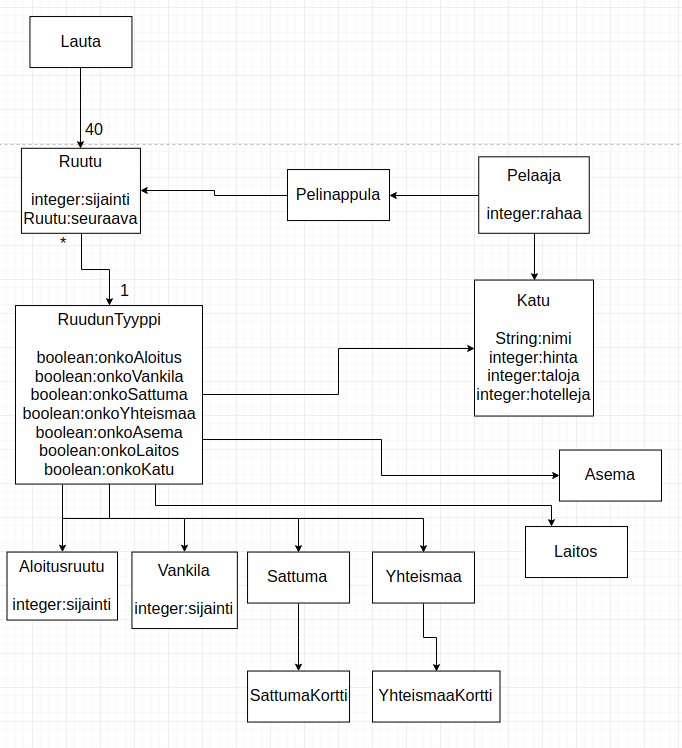 Lauta
40
Ruutu
integer:sijainti
Ruutu:seuraava
*
Pelinappula
Pelaaja
integer:rahaa
1
RuudunTyyppi
boolean:onkoAloitus
boolean:onkoVankila
boolean:onkoSattuma
boolean:onkoYhteismaa
boolean:onkoAsema
boolean:onkoLaitos
boolean:onkoKatu
Katu
String:nimi
integer:hinta
integer:taloja
integer:hotelleja
Asema
Laitos
Aloitusruutu
integer:sijainti
Vankila
integer:sijainti
Sattuma
Yhteismaa
SattumaKortti
YhteismaaKortti